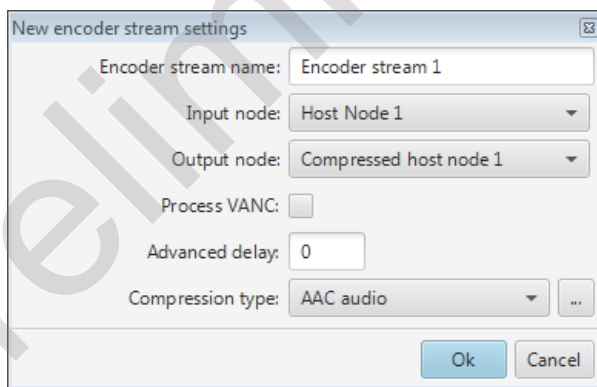 New encoder stream settings
Encoder stream name: Encoder stream 1
Input node: Host Node 1
Output node: Compressed host node 1
Process VANC:
Advanced delay: 0
Compression type: AAC audio ...
Ok Cancel